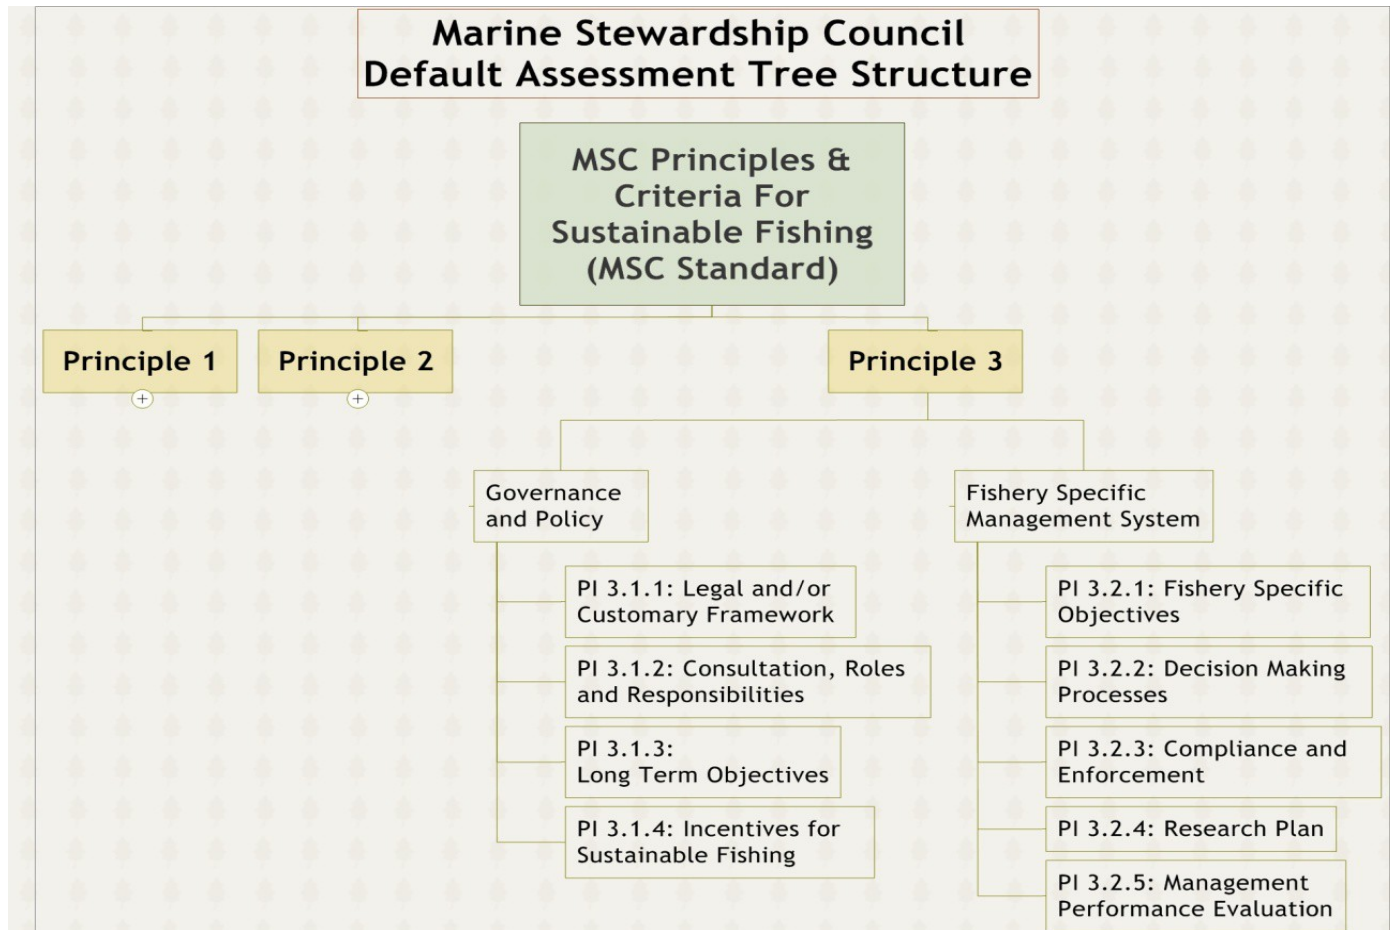 Marine Stewardship Council
Default Assessment Tree Structure
MSC Principles &
Criteria For
Sustainable Fishing
(MSC Standard)
Principle 1
Principle 2
Principle 3
+
+
Governance
and Policy
PI 3.1.1: Legal and/or
Customary Framework
PI 3.1.2: Consultation, Roles
and Responsibilities
PI 3.1.3:
Long Term Objectives
PI 3.1.4: Incentives for
Sustainable Fishing
Fishery Specific
Management System
PI 3.2.1: Fishery Specific
Objectives
PI 3.2.2: Decision Making
Processes
PI 3.2.3: Compliance and
Enforcement
PI 3.2.4: Research Plan
PI 3.2.5: Management
Performance Evaluation